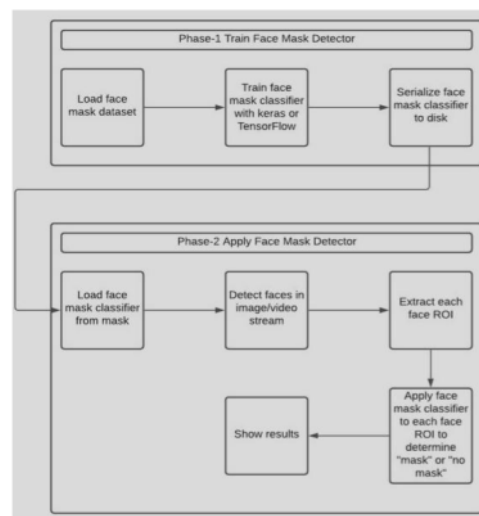 Phase-1 Train Face Mask Detector
Load face
mask dataset
Train face
mask classifier
with keras or
TensorFlow
Serialize face
mask classifier
to disk
Phase-2 Apply Face Mask Detector
Load face
mask classifier
from mask
Detect faces in
image/video
stream
Extract each
face ROI
Apply face
mask classifier
to each face
ROI to
determine
"mask" or "no
mask"
Show results